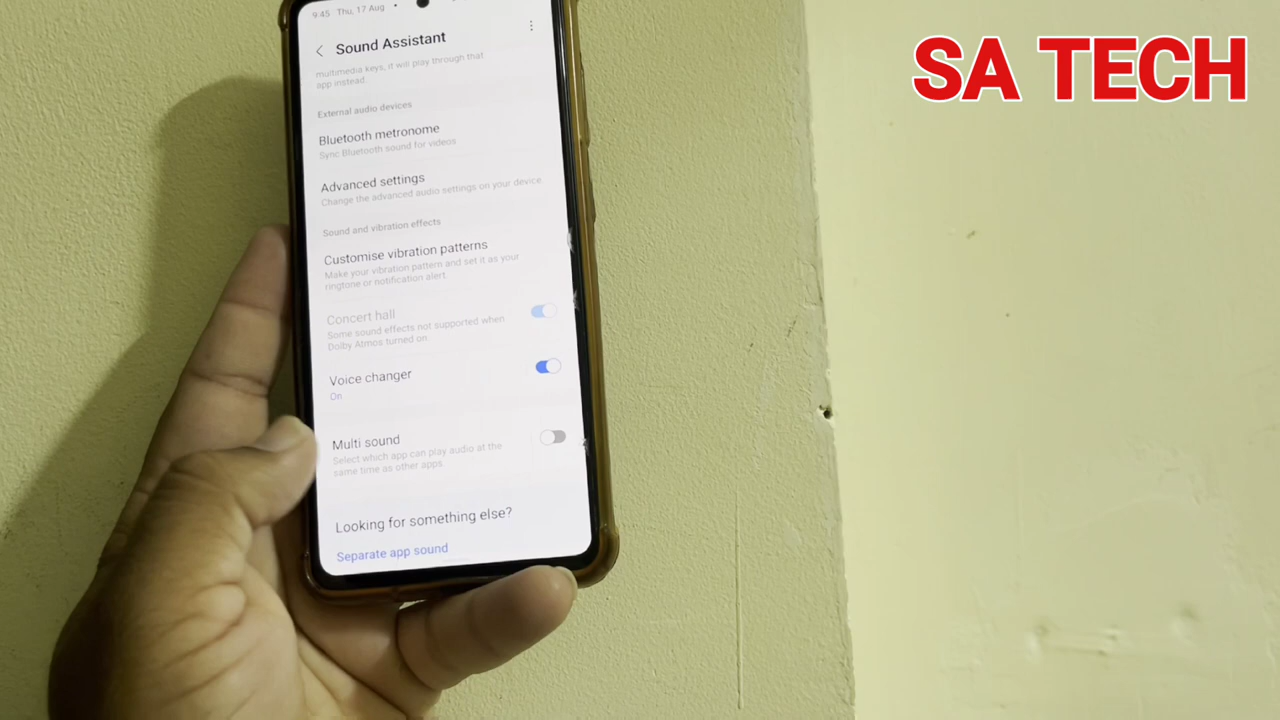 9:45 Thu, 17 Aug •
SA TECH
Sound Assistant
multimedia keys, it will play through that
app instead.
External audio devices
Bluetooth metronome
Sync Bluetooth sound for videos
Advanced settings
Change the advanced audio settings on your device.
Sound and vibration effects
Customise vibration patterns
Make your vibration pattern and set it as your
ringtone or notification alert.
Concert hall
Some sound effects not supported when
Dolby Atmos turned on.
Voice changer
On
Multi sound
Select which app can play audio at the
same time as other apps.
Looking for something else?
Separate app sound